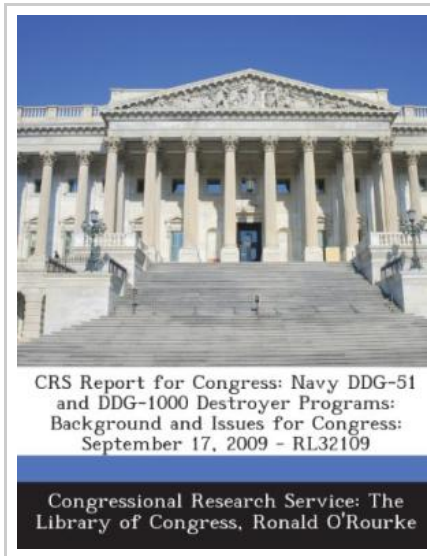 CRS Report for Congress: Navy DDG-51
and DDG-1000 Destroyer Programs:
Background and Issues for Congress:
September 17, 2009 - RL32109
Congressional Research Service: The
Library of Congress, Ronald O'Rourke